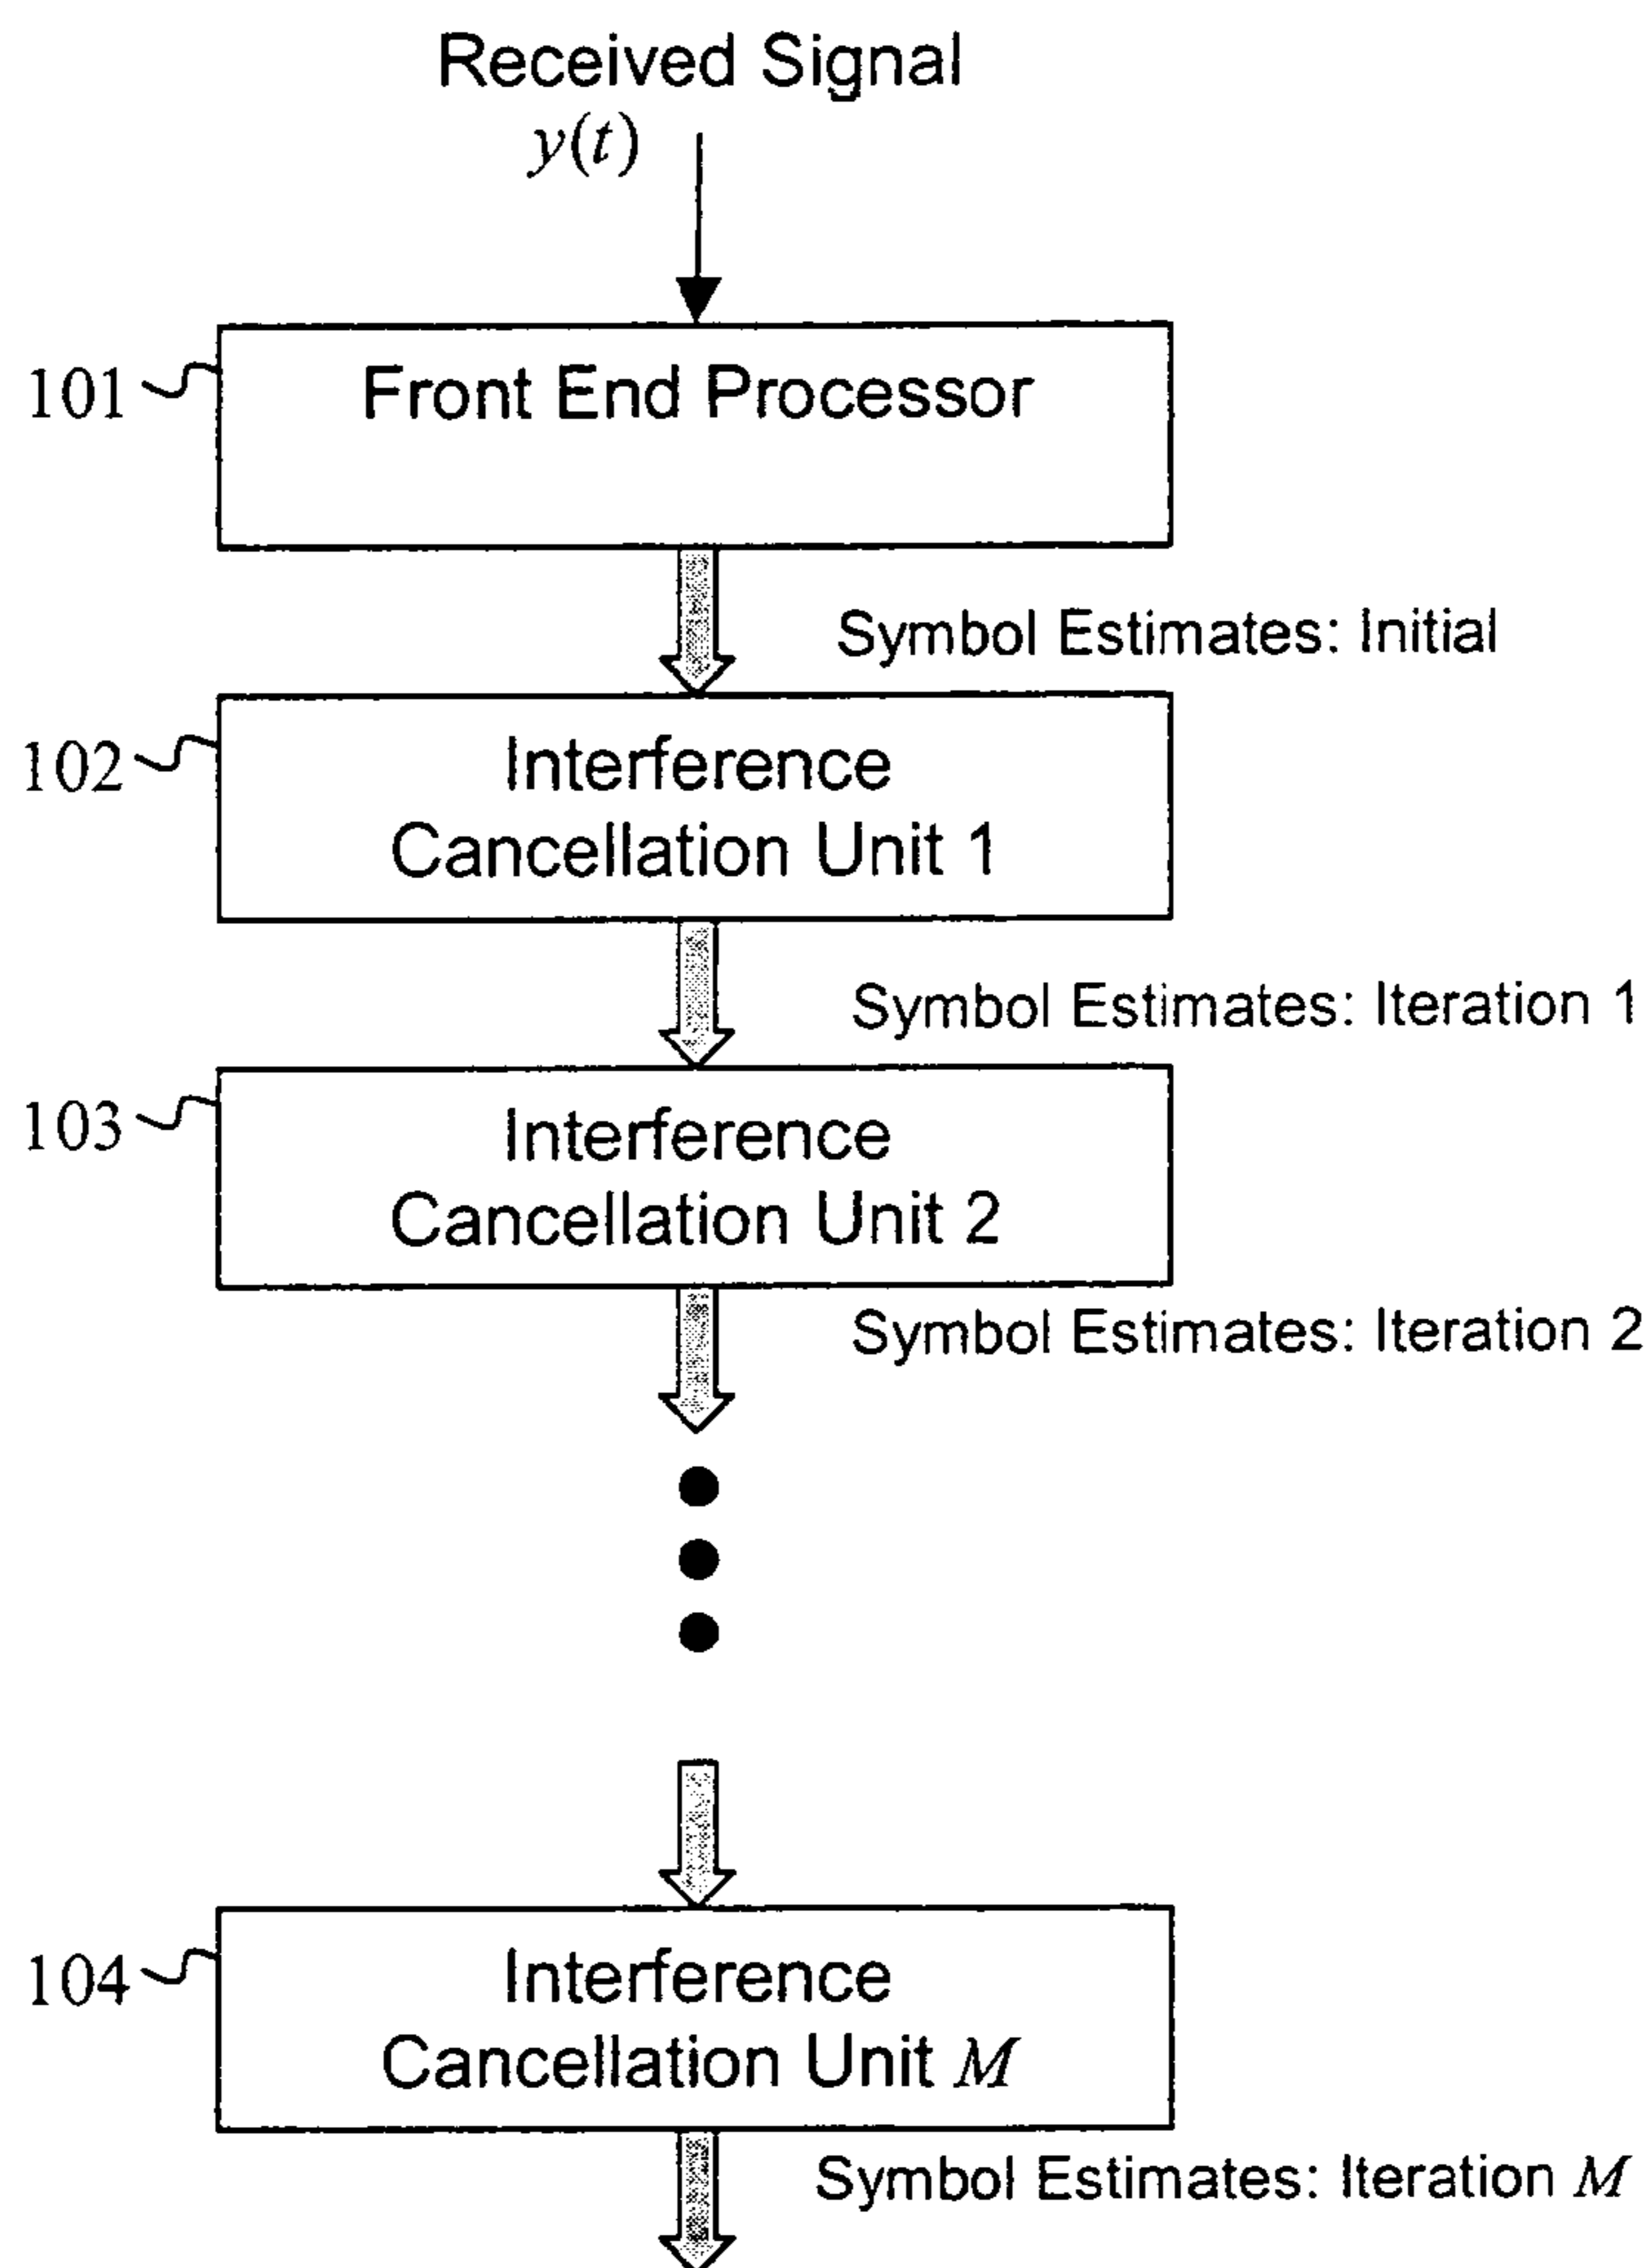 Received Signal
y(t)
101
Front End Processor
Symbol Estimates: Initial
102
Interference
Cancellation Unit 1
Symbol Estimates: Iteration 1
103
Interference
Cancellation Unit 2
Symbol Estimates: Iteration 2
104
Interference
Cancellation Unit M
Symbol Estimates: Iteration M